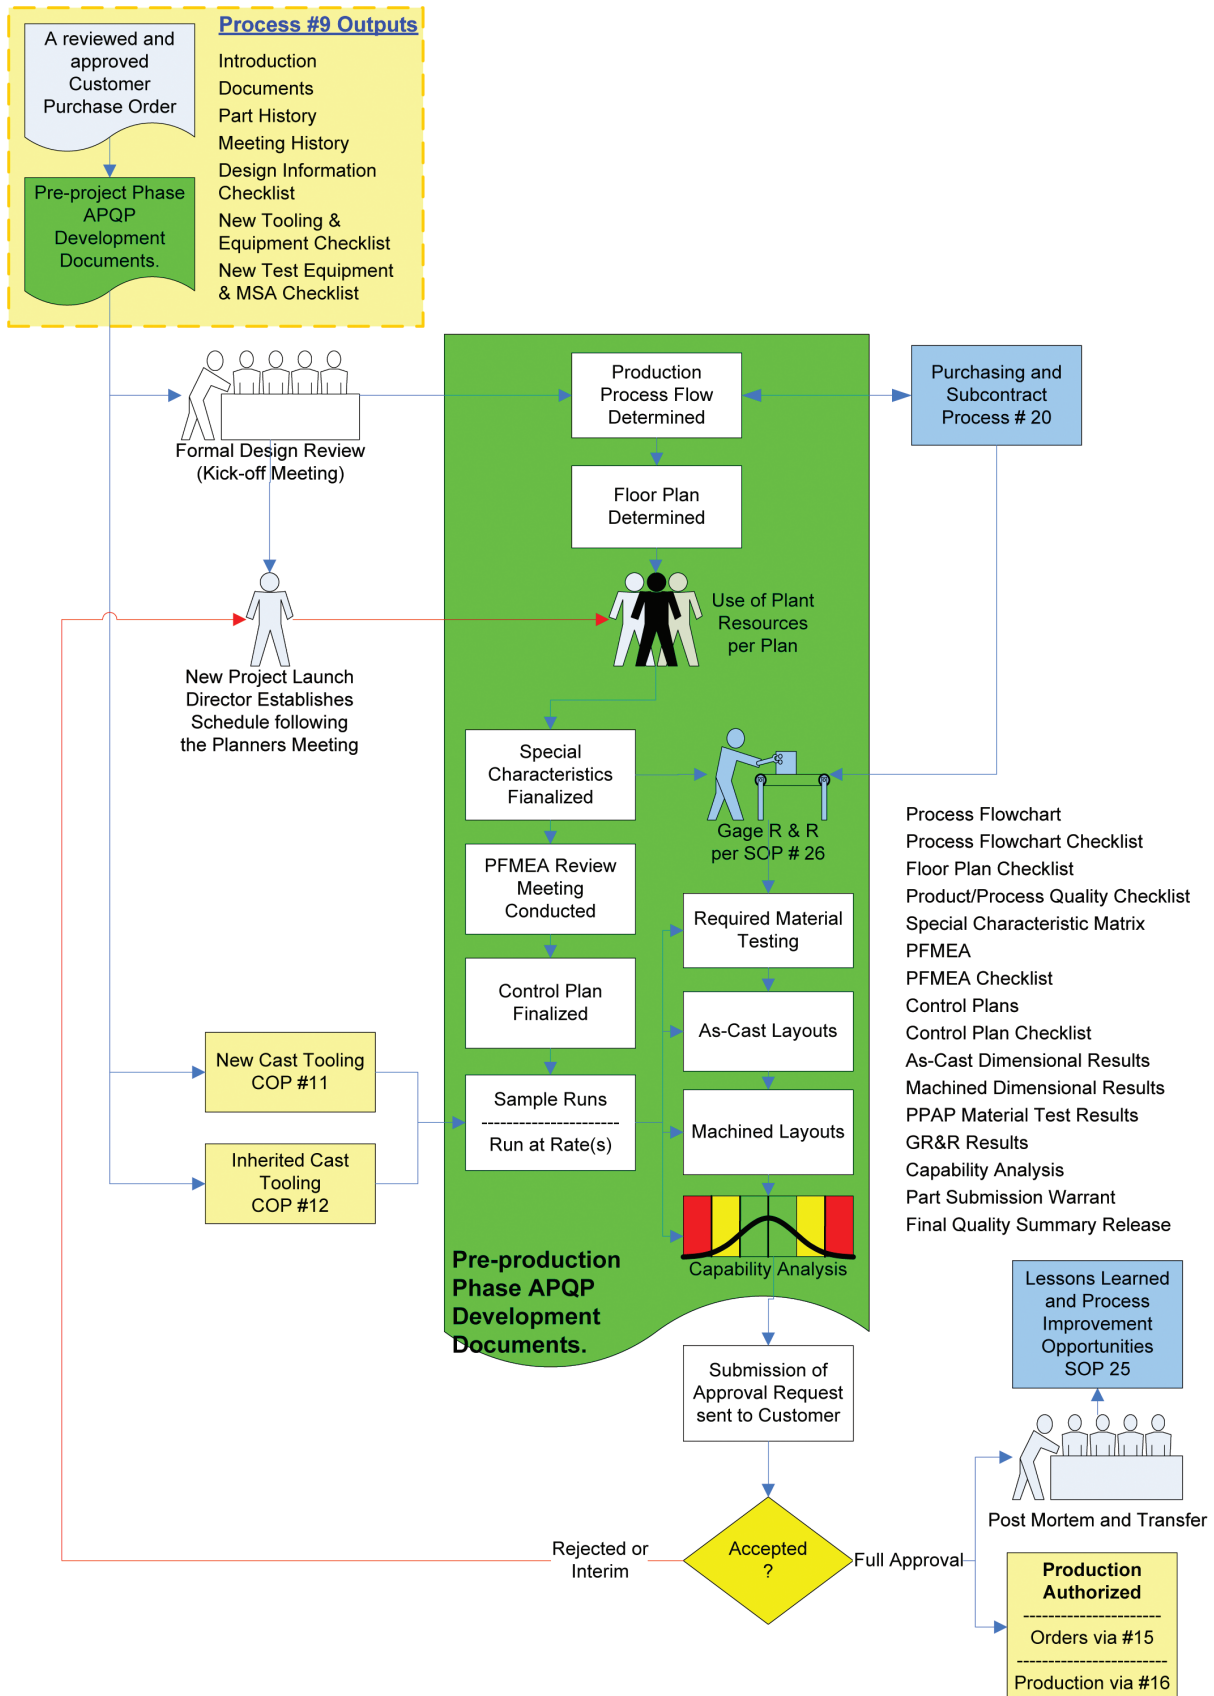 A reviewed and
approved
Customer
Purchase Order
Pre-project Phase
APQP
Development
Documents.
Process #9 Outputs
Introduction
Documents
Part History
Meeting History
Design Information
Checklist
New Tooling &
Equipment Checklist
New Test Equipment
& MSA Checklist
Formal Design Review
(Kick-off Meeting)
Production
Process Flow
Determined
Purchasing and
Subcontract
Process # 20
Floor Plan
Determined
Use of Plant
Resources
per Plan
New Project Launch
Director Establishes
Schedule following
the Planners Meeting
Special
Characteristics
Fianalized
Gage R & R
per SOP # 26
PFMEA Review
Meeting
Conducted
Required Material
Testing
Control Plan
Finalized
As-Cast Layouts
New Cast Tooling
COP #11
Sample Runs
-----------------------
Run at Rate(s)
Machined Layouts
Inherited Cast
Tooling
COP #12
Capability Analysis
Pre-production
Phase APQP
Development
Documents.
Process Flowchart
Process Flowchart Checklist
Floor Plan Checklist
Product/Process Quality Checklist
Special Characteristic Matrix
PFMEA
PFMEA Checklist
Control Plans
Control Plan Checklist
As-Cast Dimensional Results
Machined Dimensional Results
PPAP Material Test Results
GR&R Results
Capability Analysis
Part Submission Warrant
Final Quality Summary Release
Submission of
Approval Request
sent to Customer
Lessons Learned
and Process
Improvement
Opportunities
SOP 25
Post Mortem and Transfer
Rejected or
Interim
Accepted
?
Full Approval
Production
Authorized
-----------------------
Orders via #15
-------------------------
Production via #16